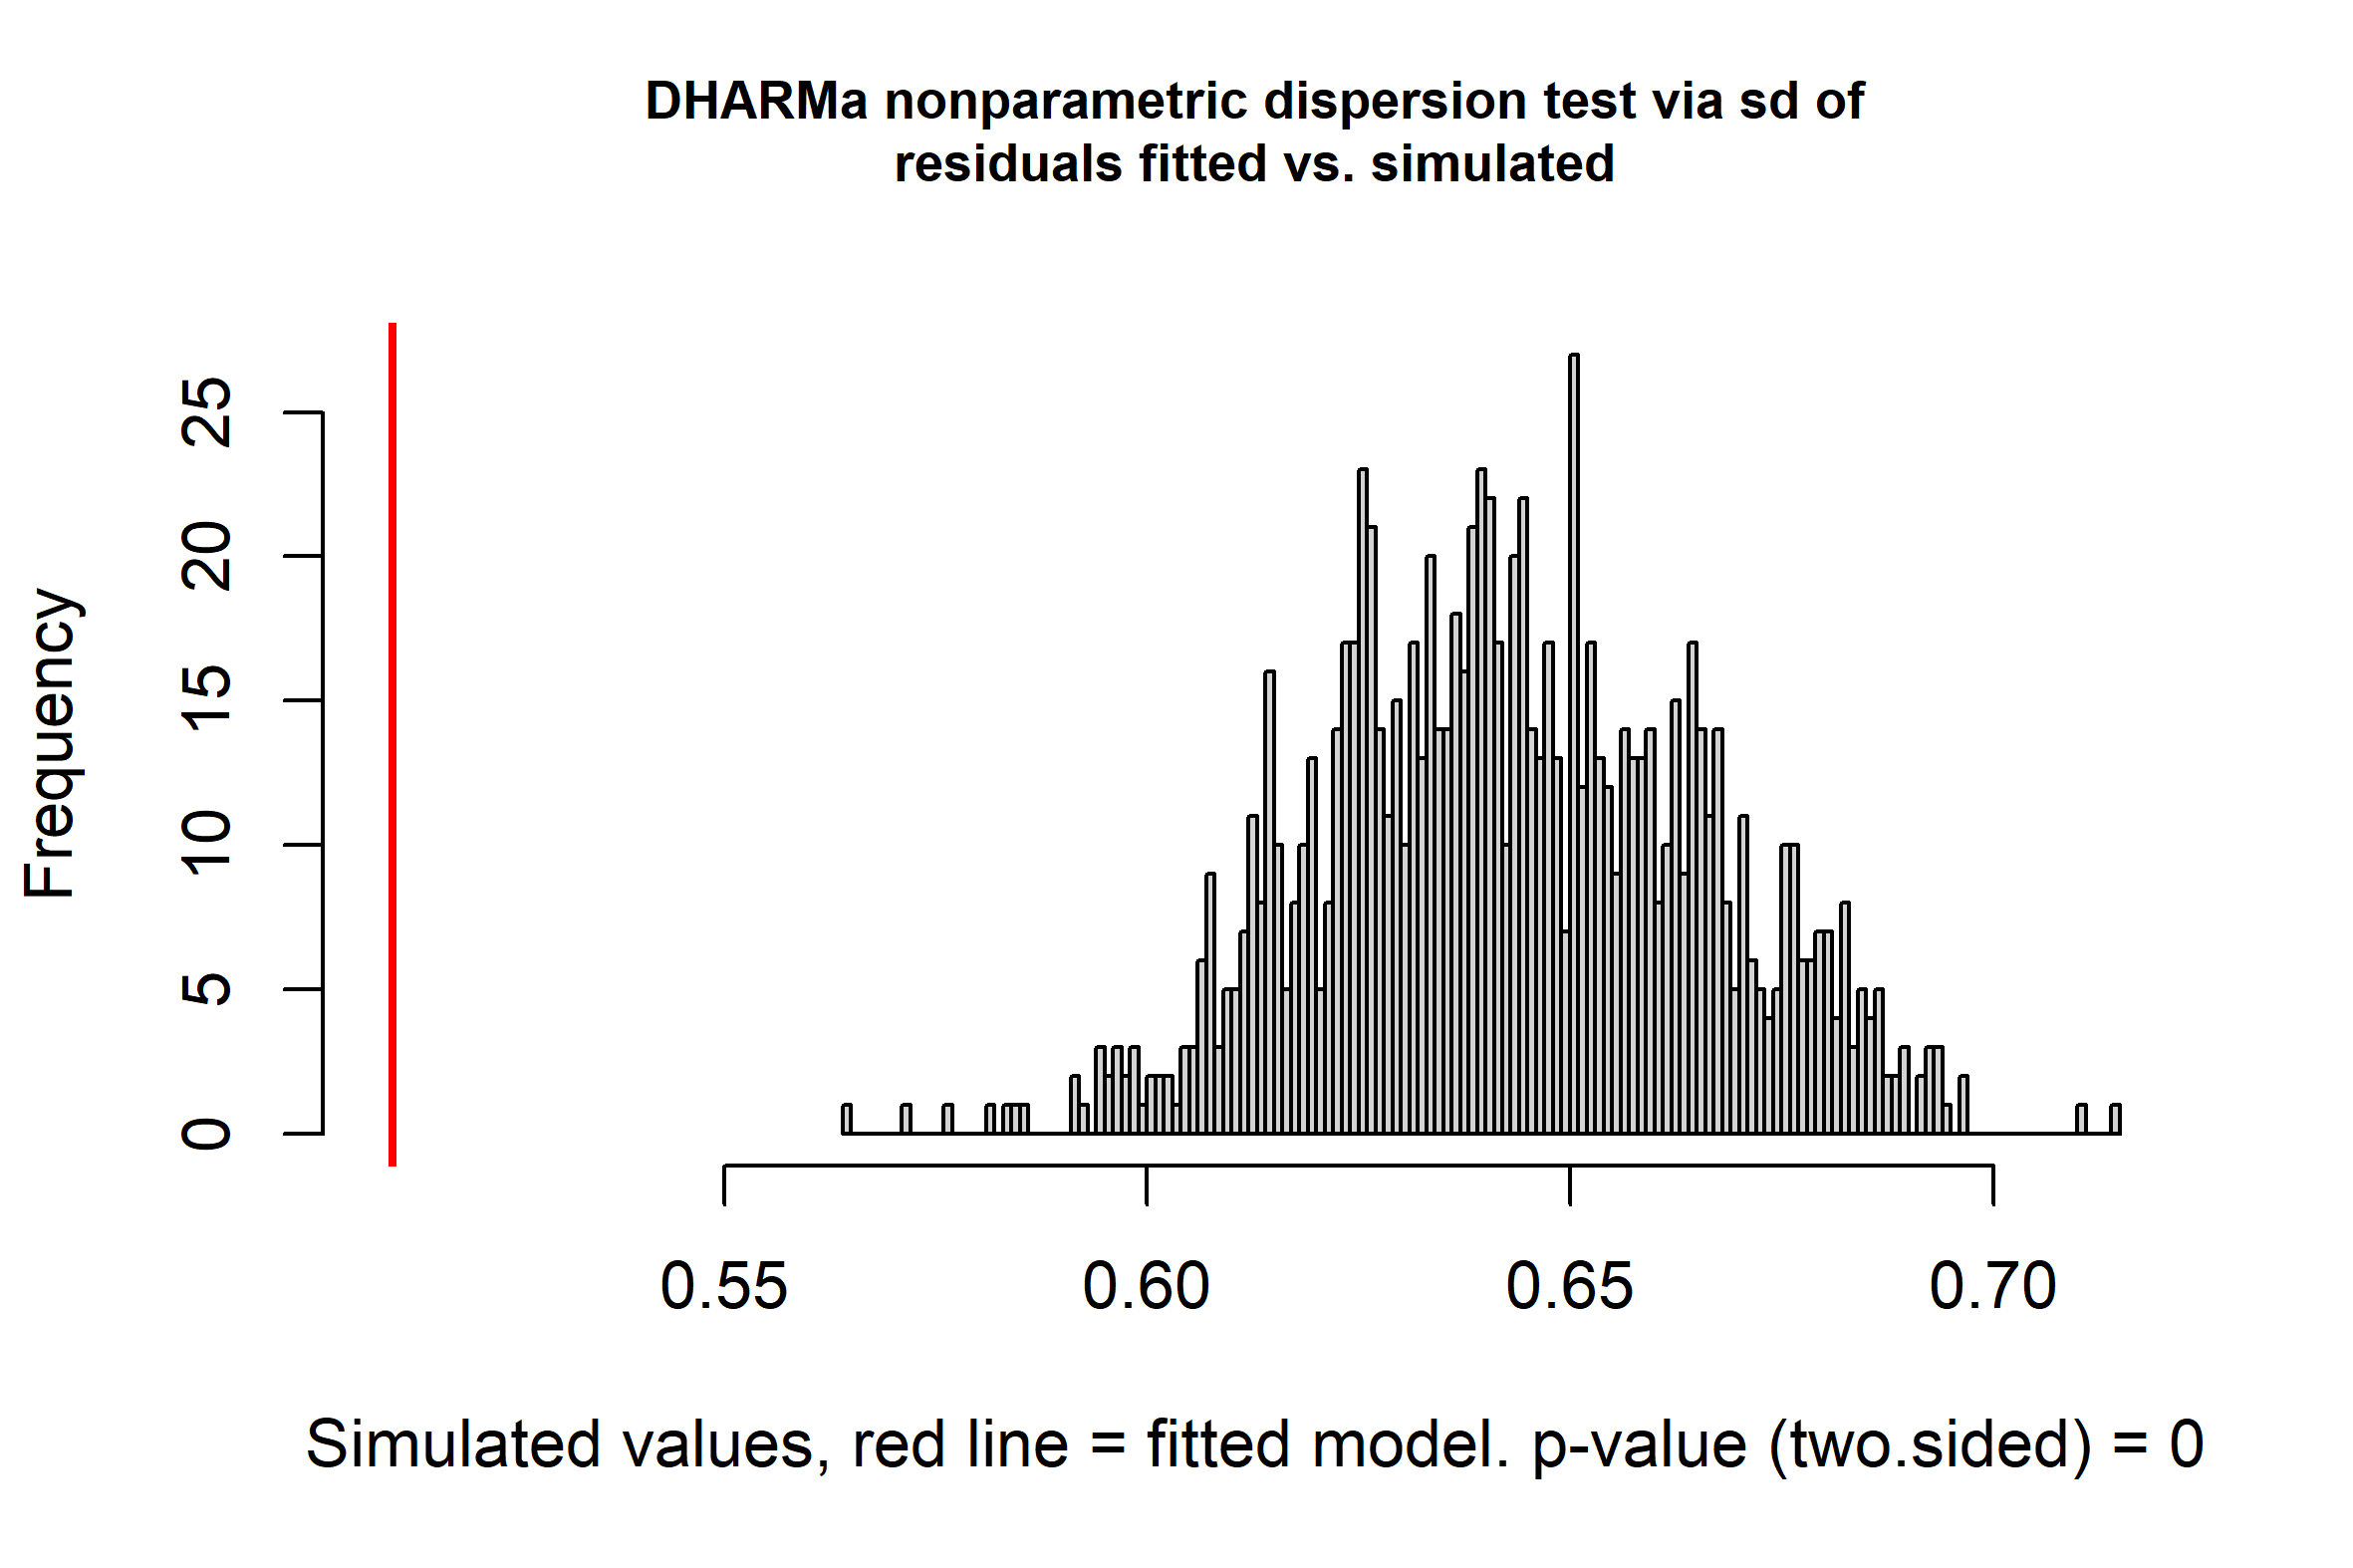 DHARMa nonparametric dispersion test via sd of
residuals fitted vs. simulated
Frequency
25
20
15
10
5
0
0.55 0.60 0.65 0.70
Simulated values, red line = fitted model. p-value (two.sided) = 0